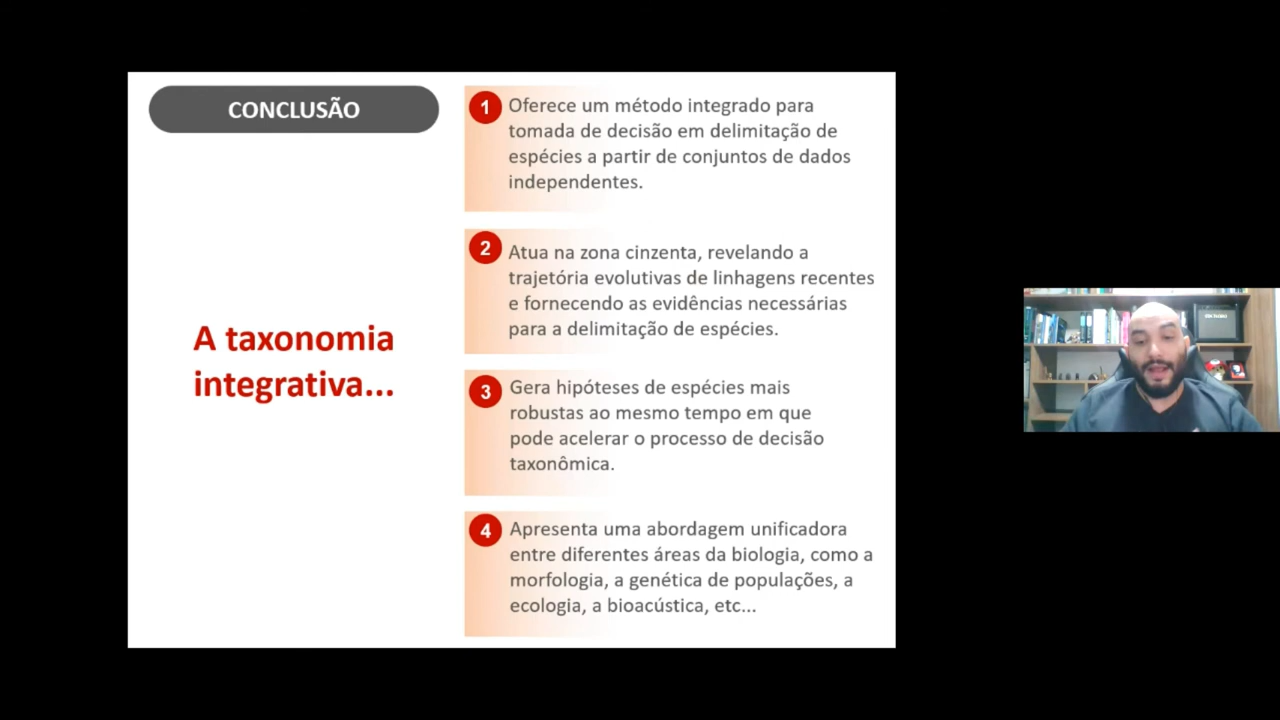 CONCLUSÃO
A taxonomia
integrativa...
1
Oferece um método integrado para
tomada de decisão em delimitação de
espécies a partir de conjuntos de dados
independentes.
2
Atua na zona cinzenta, revelando a
trajetória evolutivas de linhagens recentes
e fornecendo as evidências necessárias
para a delimitação de espécies.
3
Gera hipóteses de espécies mais
robustas ao mesmo tempo em que
pode acelerar o processo de decisão
taxonômica.
4
Apresenta uma abordagem unificadora
entre diferentes áreas da biologia, como a
morfologia, a genética de populações, a
ecologia, a bioacústica, etc...